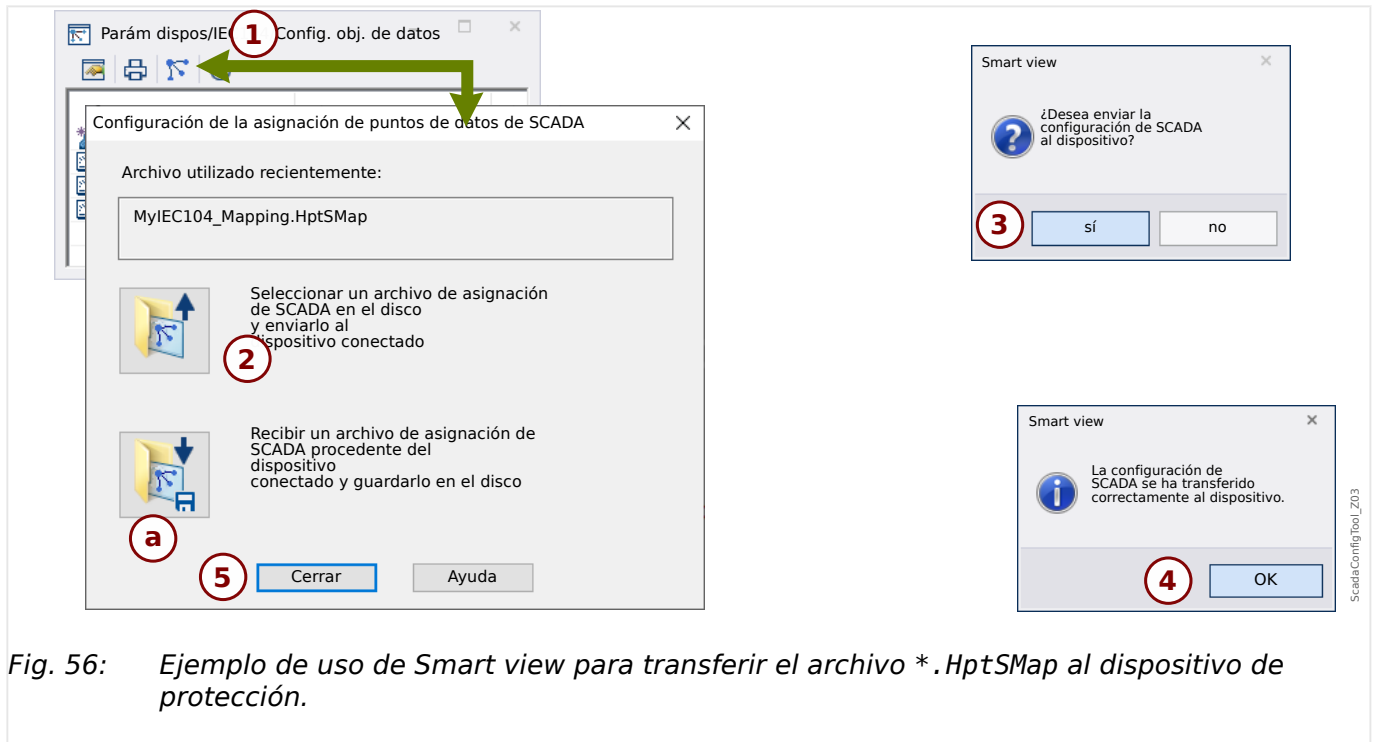 Parám dispos/IE
1
Config. obj. de datos
Configuración de la asignación de puntos de datos de SCADA
Archivo utilizado recientemente:
MyIEC104_Mapping.HptSMap
Seleccionar un archivo de asignación
de SCADA en el disco
y enviarlo al
dispositivo conectado
2
Recibir un archivo de asignación de
SCADA procedente del
dispositivo
conectado y guardarlo en el disco
a
5
Cerrar
Ayuda
Smart view
¿Desea enviar la
configuración de SCADA
al dispositivo?
3
sí
no
Smart view
La configuración de
SCADA se ha transferido
correctamente al dispositivo.
4
OK
ScadaConfigTool_Z03
Fig. 56: Ejemplo de uso de Smart view para transferir el archivo *.HptSMap al dispositivo de
protección.